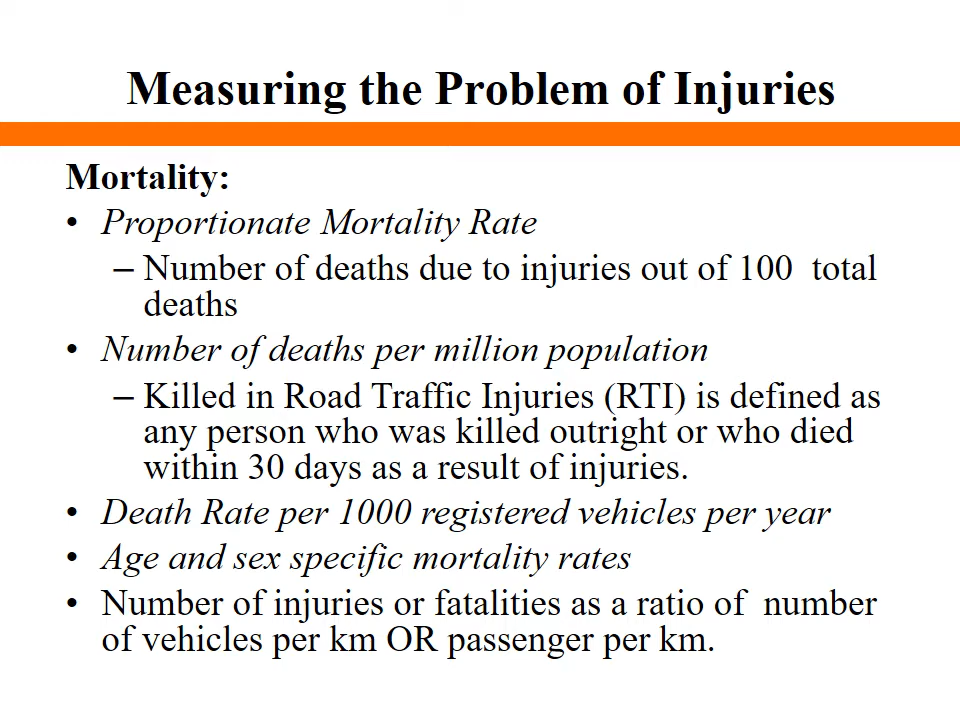 Measuring the Problem of Injuries
Mortality:
• Proportionate Mortality Rate
– Number of deaths due to injuries out of 100  total
deaths
• Number of deaths per million population
– Killed in Road Traffic Injuries (RTI) is defined as
any person who was killed outright or who died
within 30 days as a result of injuries.
• Death Rate per 1000 registered vehicles per year
• Age and sex specific mortality rates
• Number of injuries or fatalities as a ratio of  number
of vehicles per km OR passenger per km.